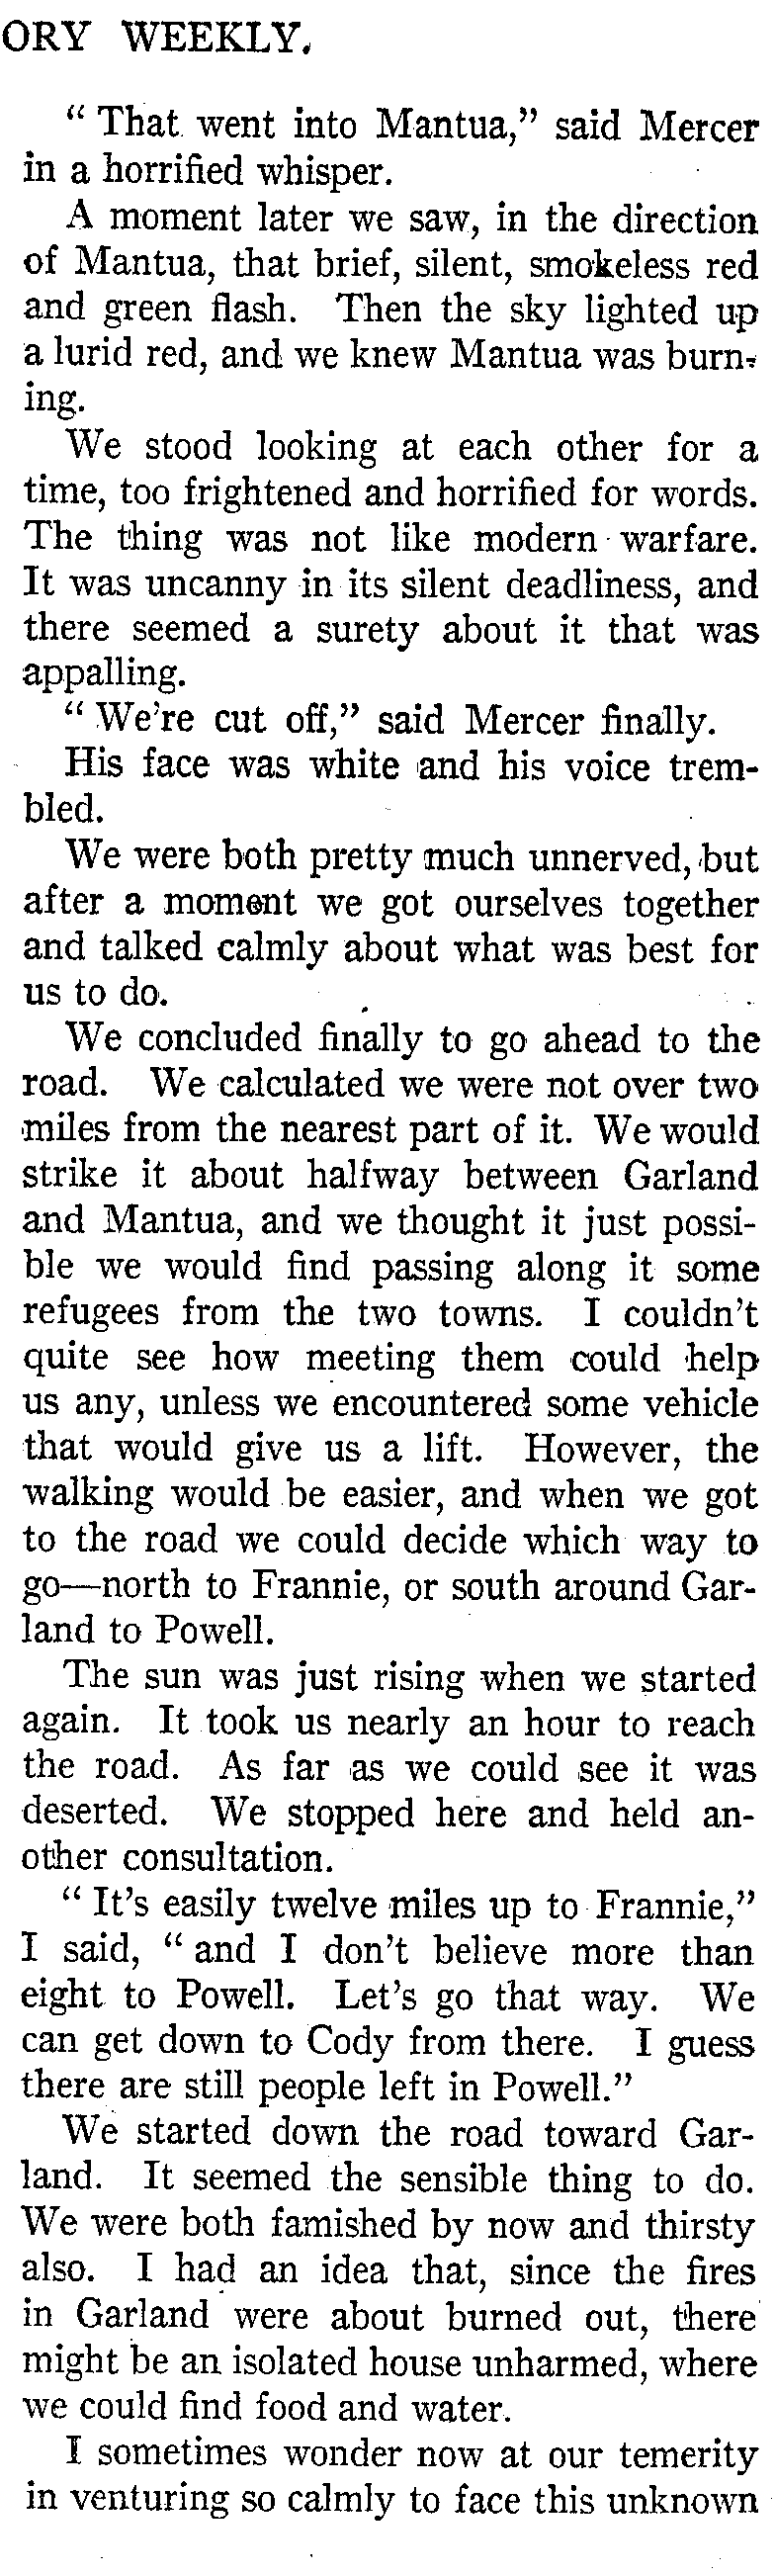 ORY WEEKLY.
“ That went into Mantua,” said Mercer
in a horrified whisper.
A moment later we saw, in the direction
of Mantua, that brief, silent, smokeless red
and green flash. Then the sky lighted up
a lurid red, and we knew Mantua was burn-
ing.
We stood looking at each other for a
time, too frightened and horrified for words.
The thing was not like modern warfare.
It was uncanny in its silent deadliness, and
there seemed a surety about it that was
appalling.
“ We're cut off,” said Mercer finally.
His face was white and his voice trem-
bled.
We were both pretty much unnerved, but
after a moment we got ourselves together
and talked calmly about what was best for
us to do.
We concluded finally to go ahead to the
road. We calculated we were not over two
miles from the nearest part of it. We would
strike it about halfway between Garland
and Mantua, and we thought it just possi-
ble we would find passing along it some
refugees from the two towns. I couldn't
quite see how meeting them could help
us any, unless we encountered some vehicle
that would give us a lift. However, the
walking would be easier, and when we got
to the road we could decide which way to
go—north to Frannie, or south around Gar-
land to Powell.
The sun was just rising when we started
again. It took us nearly an hour to reach
the road. As far as we could see it was
deserted. We stopped here and held an-
other consultation.
“ It's easily twelve miles up to Frannie,”
I said, “ and I don't believe more than
eight to Powell. Let's go that way. We
can get down to Cody from there. I guess
there are still people left in Powell.”
We started down the road toward Gar-
land. It seemed the sensible thing to do.
We were both famished by now and thirsty
also. I had an idea that, since the fires
in Garland were about burned out, there
might be an isolated house unharmed, where
we could find food and water.
I sometimes wonder now at our temerity
in venturing so calmly to face this unknown